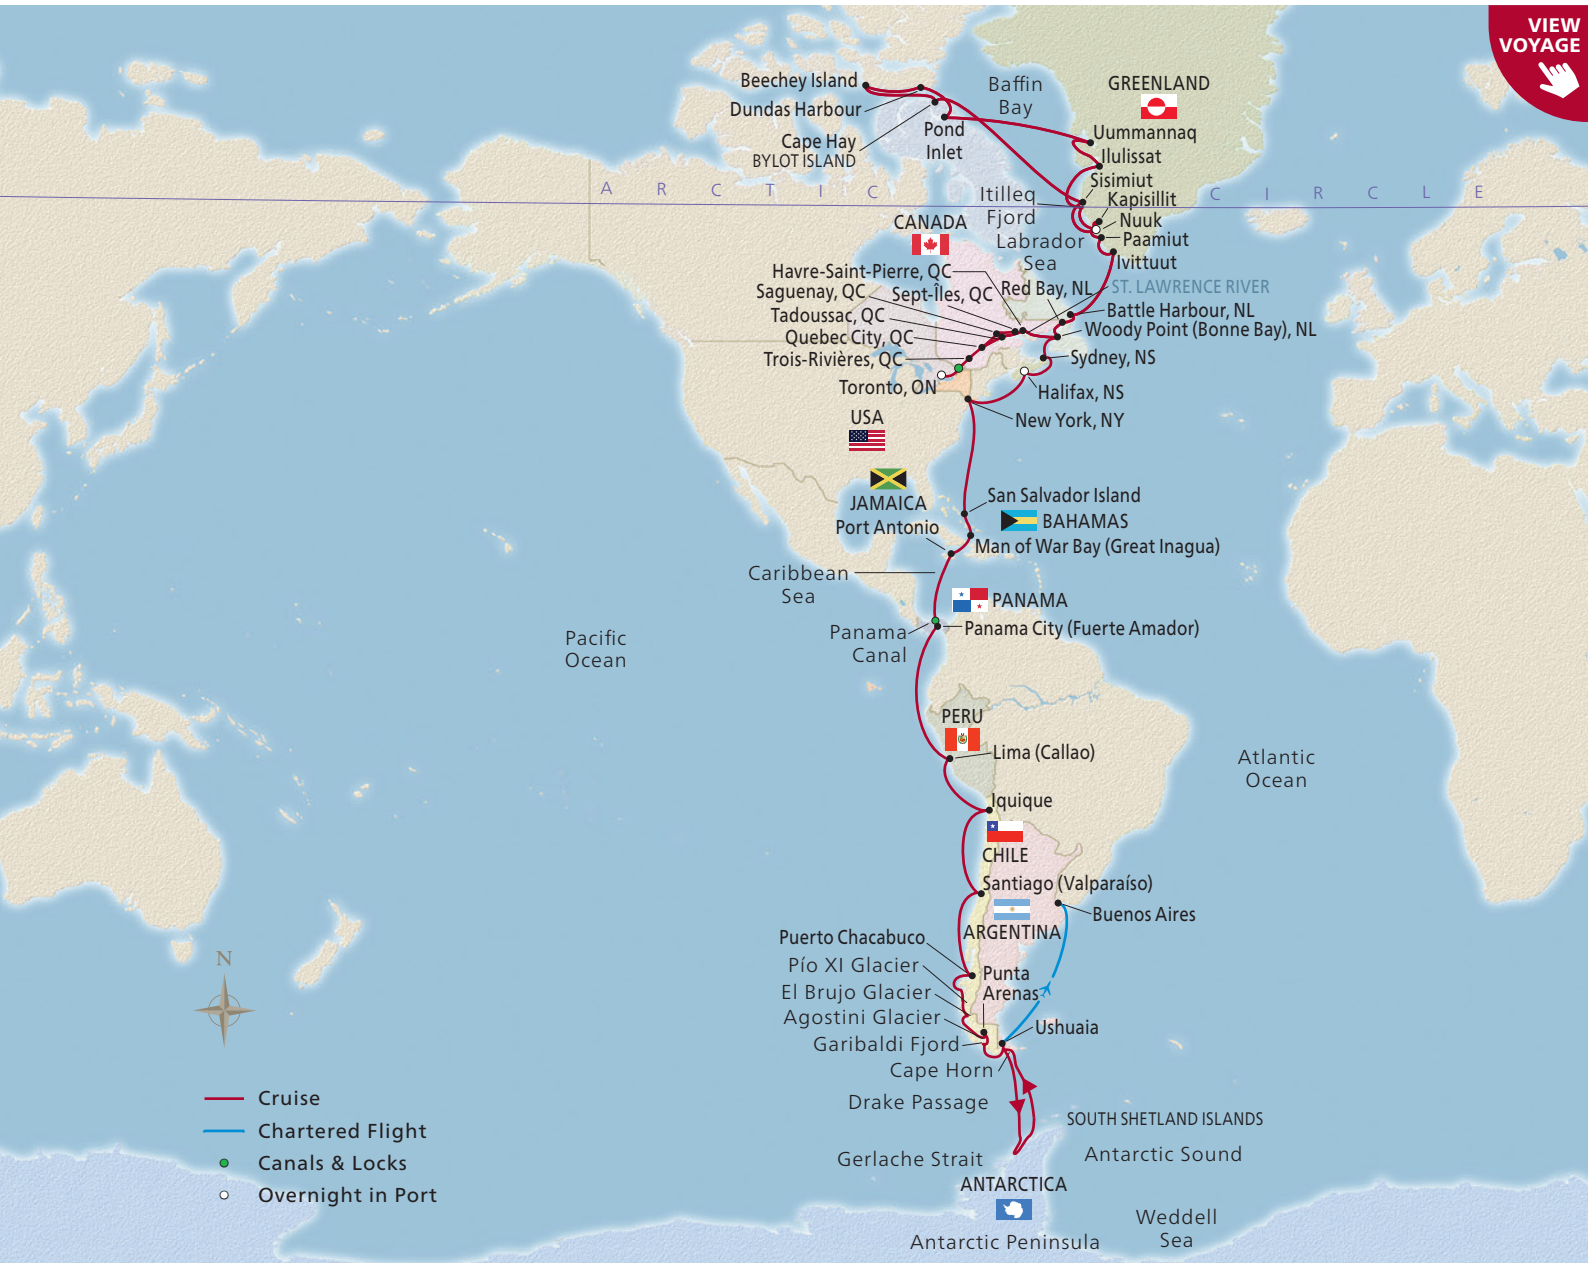 VIEW
VOYAGE
Beechey Island
Dundas Harbour
Cape Hay
BYLOT ISLAND
Pond
Inlet
Baffin
Bay
GREENLAND
Uummannaq
Ilulissat
Sisimiut
A R C T I C C I R C L E
Itilleq
Fjord
Kapisillit
Nuuk
Paamiut
Ivittuut
CANADA
Labrador
Sea
Havre-Saint-Pierre, QC
Saguenay, QC
Sept-Îles, QC
Red Bay, NL
ST. LAWRENCE RIVER
Tadoussac, QC
Battle Harbour, NL
Quebec City, QC
Woody Point (Bonne Bay), NL
Trois-Rivières, QC
Sydney, NS
Toronto, ON
Halifax, NS
New York, NY
USA
JAMAICA
Port Antonio
San Salvador Island
BAHAMAS
Man of War Bay (Great Inagua)
Caribbean
Sea
PANAMA
Panama
Canal
Panama City (Fuerte Amador)
Pacific
Ocean
PERU
Lima (Callao)
Atlantic
Ocean
Iquique
CHILE
Santiago (Valparaíso)
Buenos Aires
ARGENTINA
Puerto Chacabuco
Pío XI Glacier
El Brujo Glacier
Agostini Glacier
Garibaldi Fjord
Cape Horn
Punta
Arenas
Ushuaia
Drake Passage
SOUTH SHETLAND ISLANDS
Gerlache Strait
Antarctic Sound
ANTARCTICA
Antarctic Peninsula
Weddell
Sea
N
Cruise
Chartered Flight
Canals & Locks
Overnight in Port